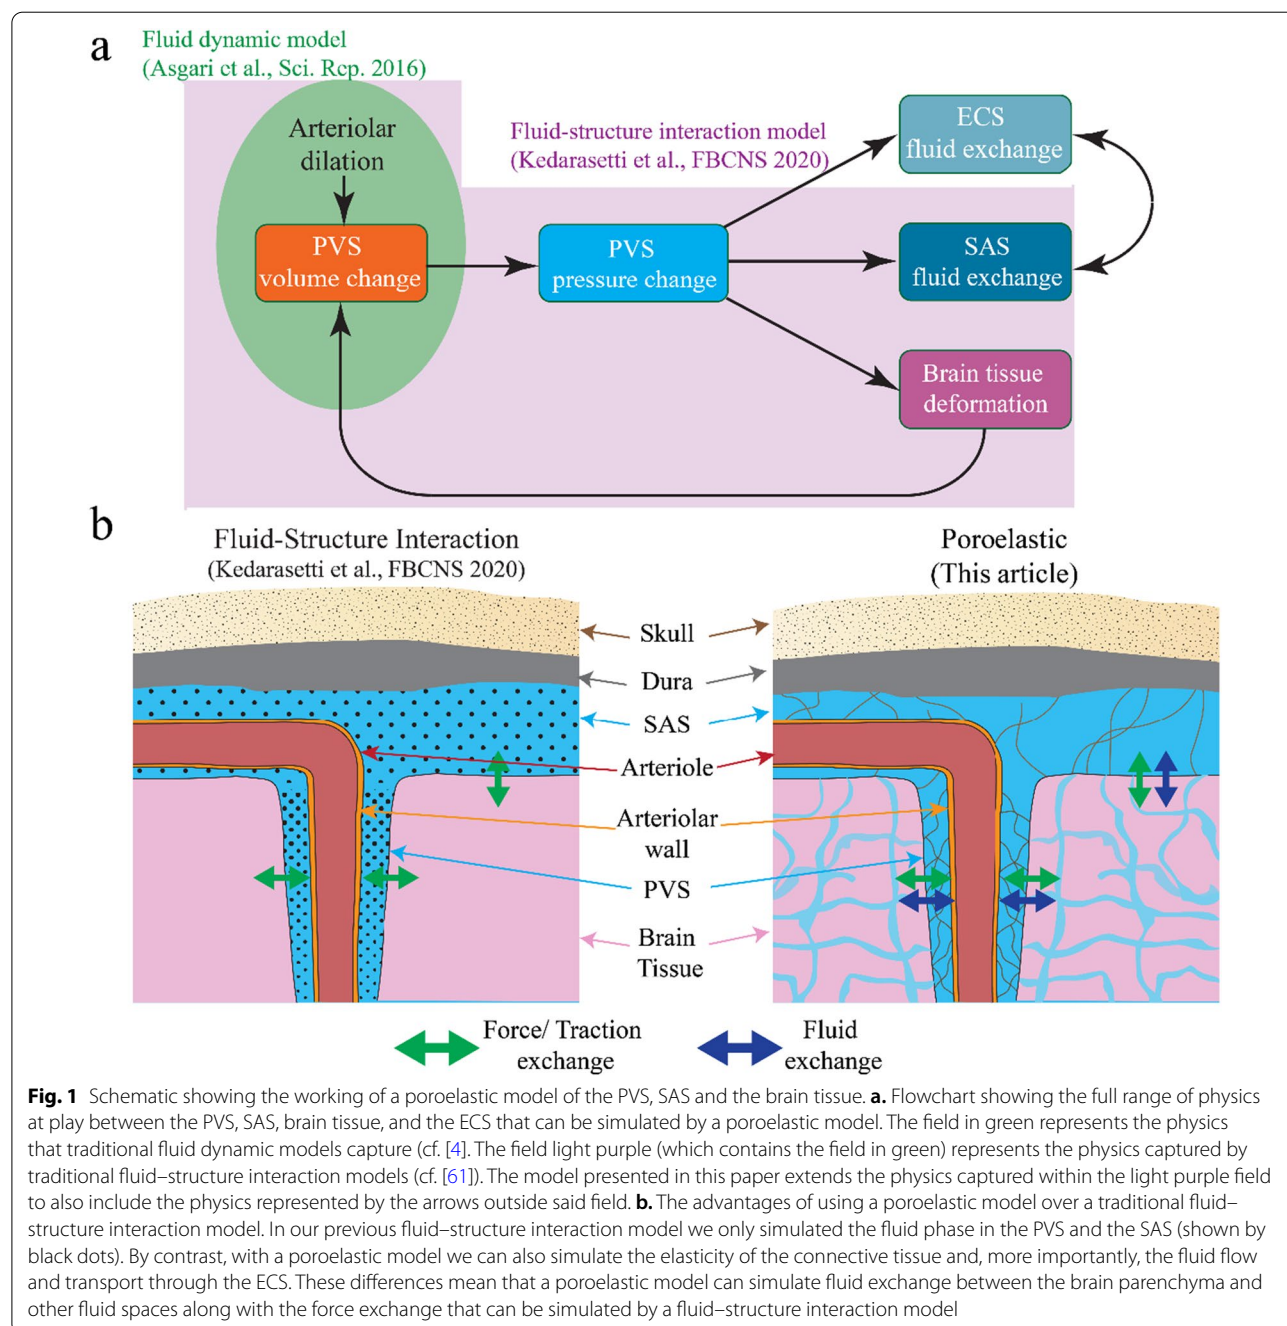 a
Fluid dynamic model
(Asgari et al., Sci. Rep. 2016)
Arteriolar
dilation
PVS
volume change
Fluid-structure interaction model
(Kedarasetti et al., FBCNS 2020)
PVS
pressure change
ECS
fluid exchange
SAS
fluid exchange
Brain tissue
deformation
b
Fluid-Structure Interaction
(Kedarasetti et al., FBCNS 2020)
Poroelastic
(This article)
Skull
Dura
SAS
Arteriole
Arteriolar
wall
PVS
Brain
Tissue
Force/ Traction
exchange
Fluid
exchange
Fig. 1 Schematic showing the working of a poroelastic model of the PVS, SAS and the brain tissue. a. Flowchart showing the full range of physics
at play between the PVS, SAS, brain tissue, and the ECS that can be simulated by a poroelastic model. The field in green represents the physics
that traditional fluid dynamic models capture (cf. [4]. The field light purple (which contains the field in green) represents the physics captured by
traditional fluid–structure interaction models (cf. [61]). The model presented in this paper extends the physics captured within the light purple field
to also include the physics represented by the arrows outside said field. b. The advantages of using a poroelastic model over a traditional fluid–
structure interaction model. In our previous fluid–structure interaction model we only simulated the fluid phase in the PVS and the SAS (shown by
black dots). By contrast, with a poroelastic model we can also simulate the elasticity of the connective tissue and, more importantly, the fluid flow
and transport through the ECS. These differences mean that a poroelastic model can simulate fluid exchange between the brain parenchyma and
other fluid spaces along with the force exchange that can be simulated by a fluid–structure interaction model